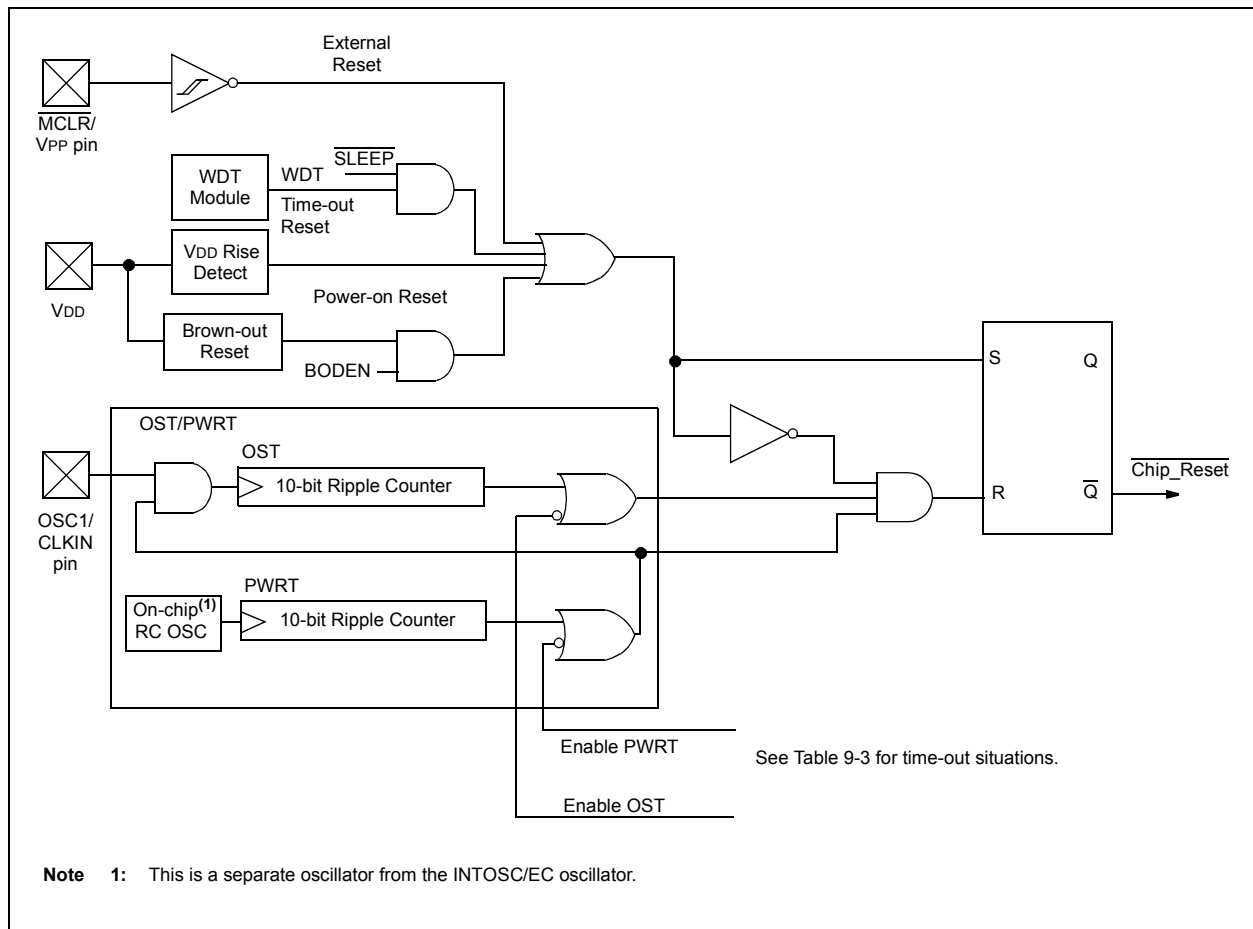 External
Reset
MCLR/
VPP pin
SLEEP
WDT
Module
WDT
Time-out
Reset
VDD Rise
Detect
VDD
Power-on Reset
Brown-out
Reset
BODEN
S
Q
OST/PWRT
OST
10-bit Ripple Counter
Chip_Reset
R
Q
OSC1/
CLKIN
pin
PWRT
On-chip(1)
RC OSC
10-bit Ripple Counter
Enable PWRT
See Table 9-3 for time-out situations.
Enable OST
Note 1: This is a separate oscillator from the INTOSC/EC oscillator.